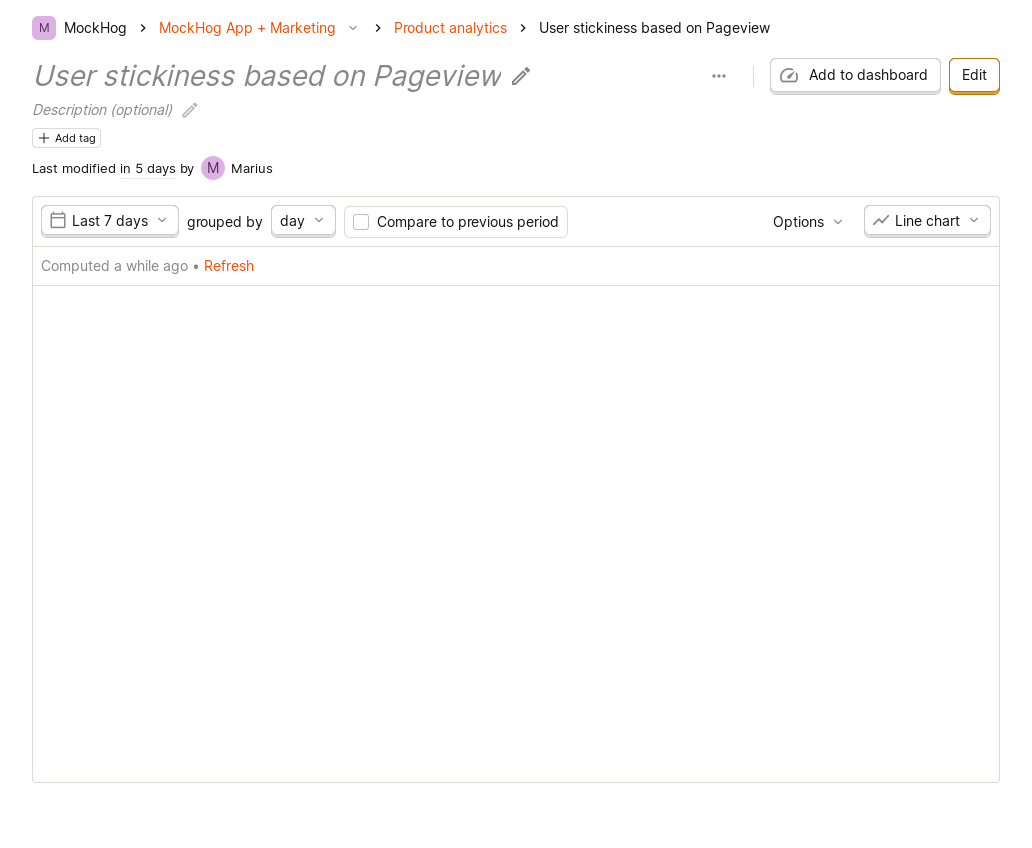 M MockHog MockHog App + Marketing Product analytics User stickiness based on Pageview
User stickiness based on Pageview
Add to dashboard Edit
Description (optional)
Add tag
Last modified in 5 days by M Marius
Last 7 days grouped by day Compare to previous period Options Line chart
Computed a while ago • Refresh